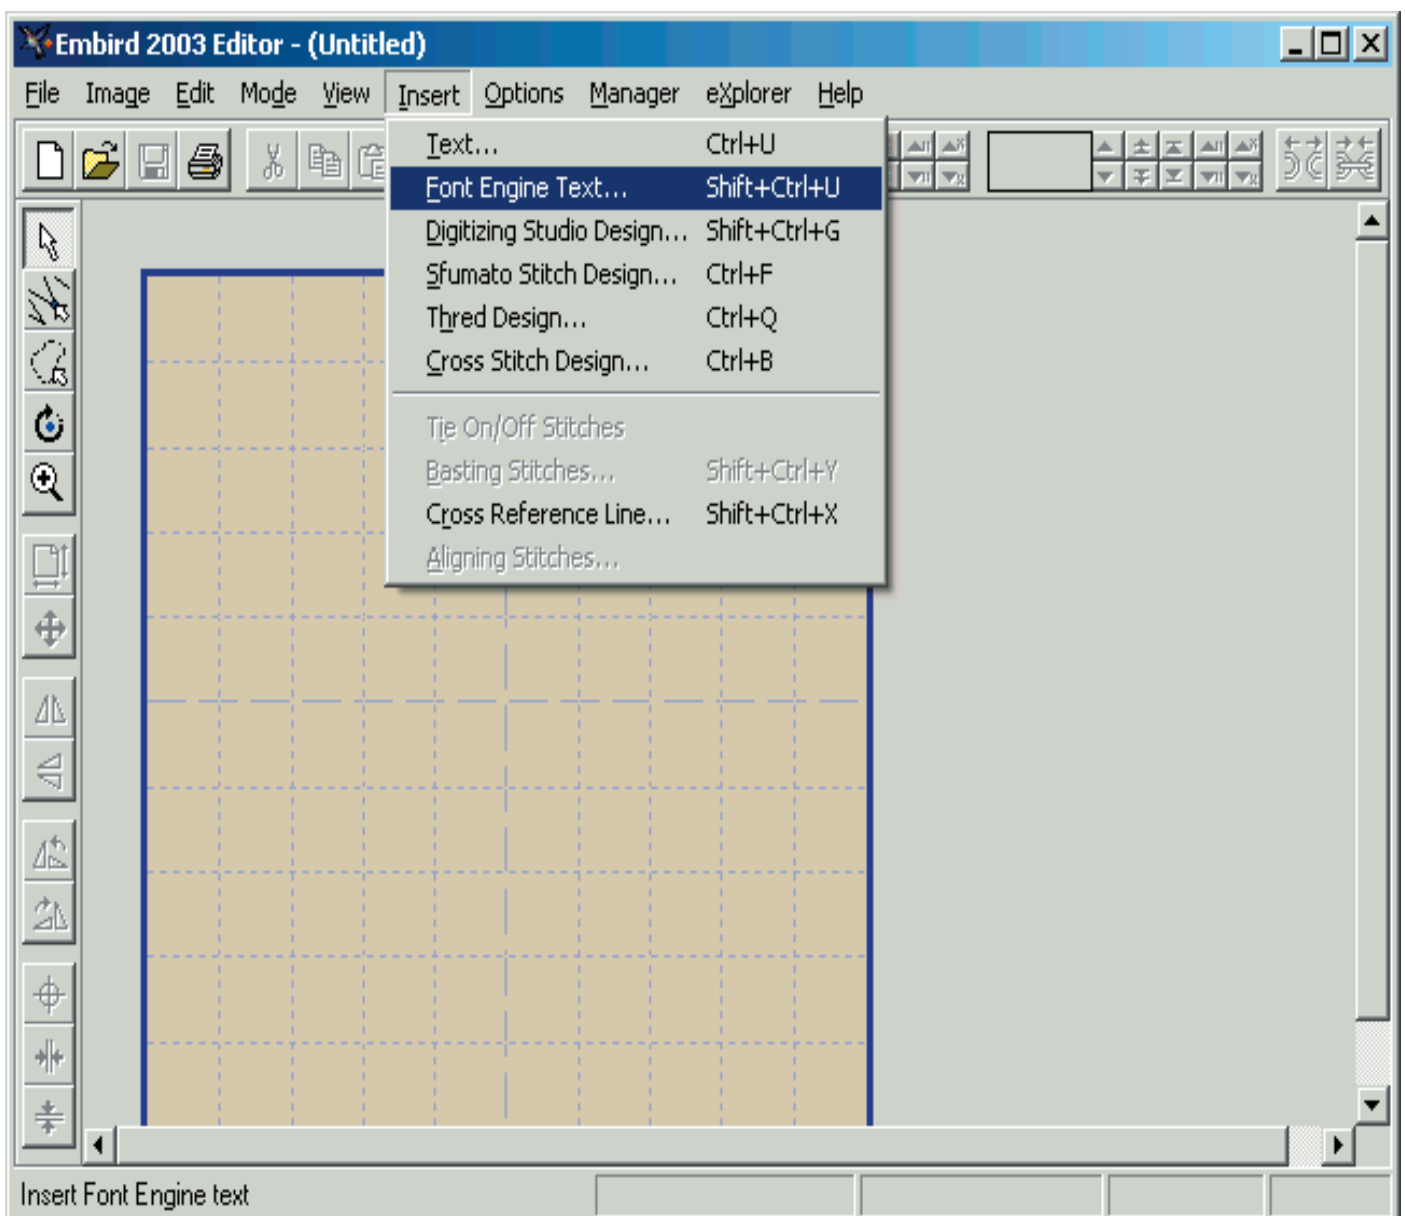 Embird 2003 Editor - (Untitled)
File Image Edit Mode View Insert Options Manager eXplorer Help
Text... Ctrl+U
Font Engine Text... Shift+Ctrl+U
Digitizing Studio Design... Shift+Ctrl+G
Sfumato Stitch Design... Ctrl+F
Thred Design... Ctrl+Q
Cross Stitch Design... Ctrl+B
Tie On/Off Stitches
Basting Stitches... Shift+Ctrl+Y
Cross Reference Line... Shift+Ctrl+X
Aligning Stitches...
Insert Font Engine text